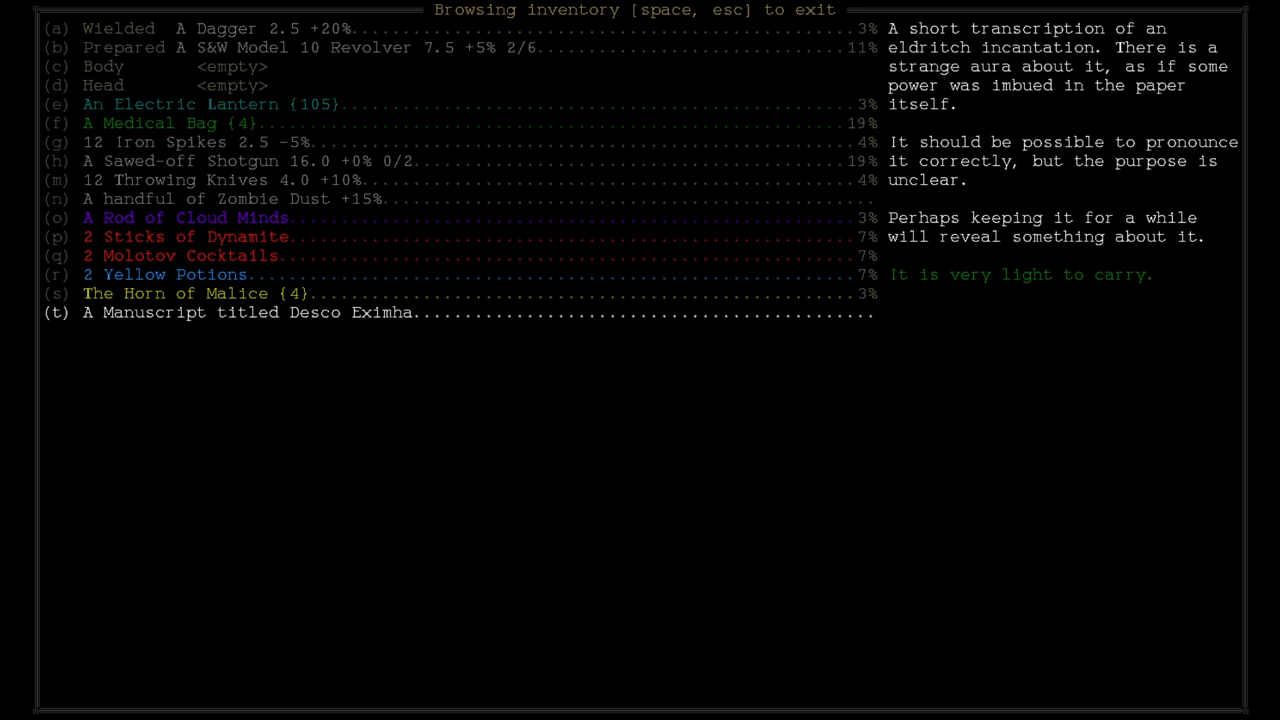 Browsing inventory [space, esc] to exit
(a) Wielded A Dagger 2.5 +20%............................................... 3%
(b) Prepared A S&W Model 10 Revolver 7.5 +5% 2/6.............................. 11%
(c) Body <empty>
(d) Head <empty>
(e) An Electric Lantern {105}................................................. 3%
(f) A Medical Bag {4}......................................................... 19%
(g) 12 Iron Spikes 2.5 -5%.................................................... 4%
(h) A Sawed-off Shotgun 16.0 +0% 0/2.......................................... 19%
(m) 12 Throwing Knives 4.0 +10%............................................... 4%
(n) A handful of Zombie Dust +15%................................................
(o) A Rod of Cloud Minds...................................................... 3%
(p) 2 Sticks of Dynamite...................................................... 7%
(q) 2 Molotov Cocktails....................................................... 7%
(r) 2 Yellow Potions.......................................................... 7%
(s) The Horn of Malice {4}.................................................... 3%
(t) A Manuscript titled Desco Eximha.............................................
A short transcription of an
eldritch incantation. There is a
strange aura about it, as if some
power was imbued in the paper
itself.
It should be possible to pronounce
it correctly, but the purpose is
unclear.
Perhaps keeping it for a while
will reveal something about it.
It is very light to carry.